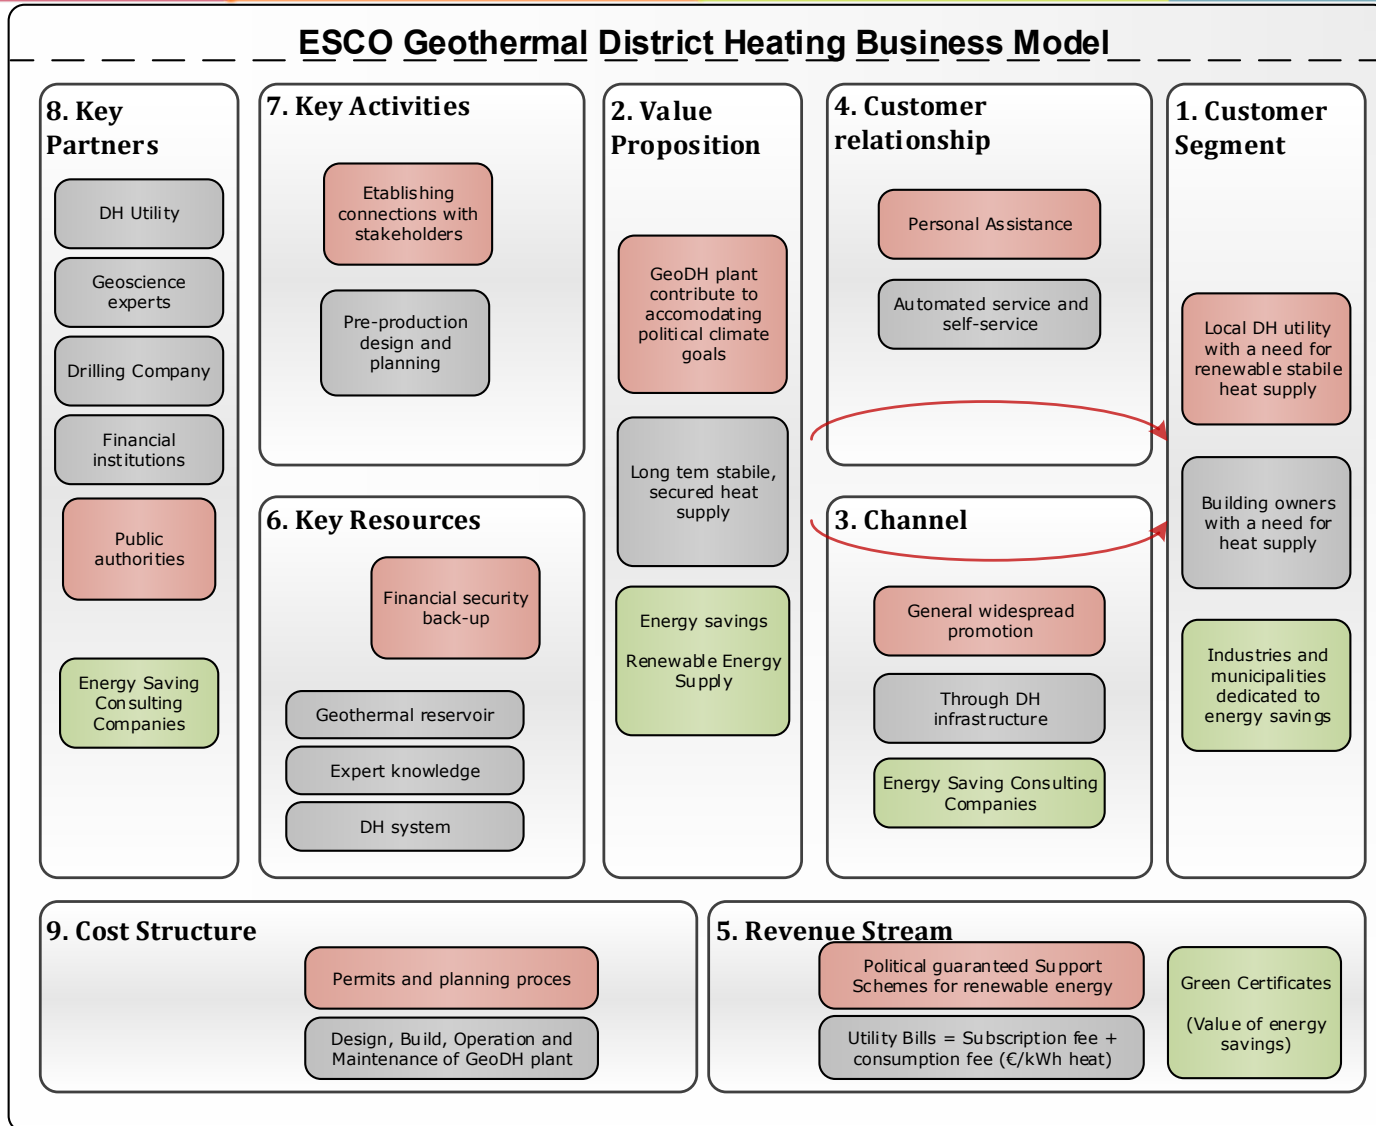 ESCO Geothermal District Heating Business Model
8. Key
Partners
DH Utility
Geoscience
experts
Drilling Company
Financial
institutions
Public
authorities
Energy Saving
Consulting
Companies
7. Key Activities
Etablishing
connections with
stakeholders
Pre-production
design and
planning
6. Key Resources
Financial security
back-up
Geothermal reservoir
Expert knowledge
DH system
2. Value
Proposition
GeoDH plant
contribute to
accomodating
political climate
goals
Long tem stabile,
secured heat
supply
Energy savings
Renewable Energy
Supply
4. Customer
relationship
Personal Assistance
Automated service and
self-service
3. Channel
General widespread
promotion
Through DH
infrastructure
Energy Saving Consulting
Companies
1. Customer
Segment
Local DH utility
with a need for
renewable stabile
heat supply
Building owners
with a need for
heat supply
Industries and
municipalities
dedicated to
energy savings
9. Cost Structure
Permits and planning proces
Design, Build, Operation and
Maintenance of GeoDH plant
5. Revenue Stream
Political guaranteed Support
Schemes for renewable energy
Utility Bills = Subscription fee +
consumption fee (€/kWh heat)
Green Certificates
(Value of energy
savings)